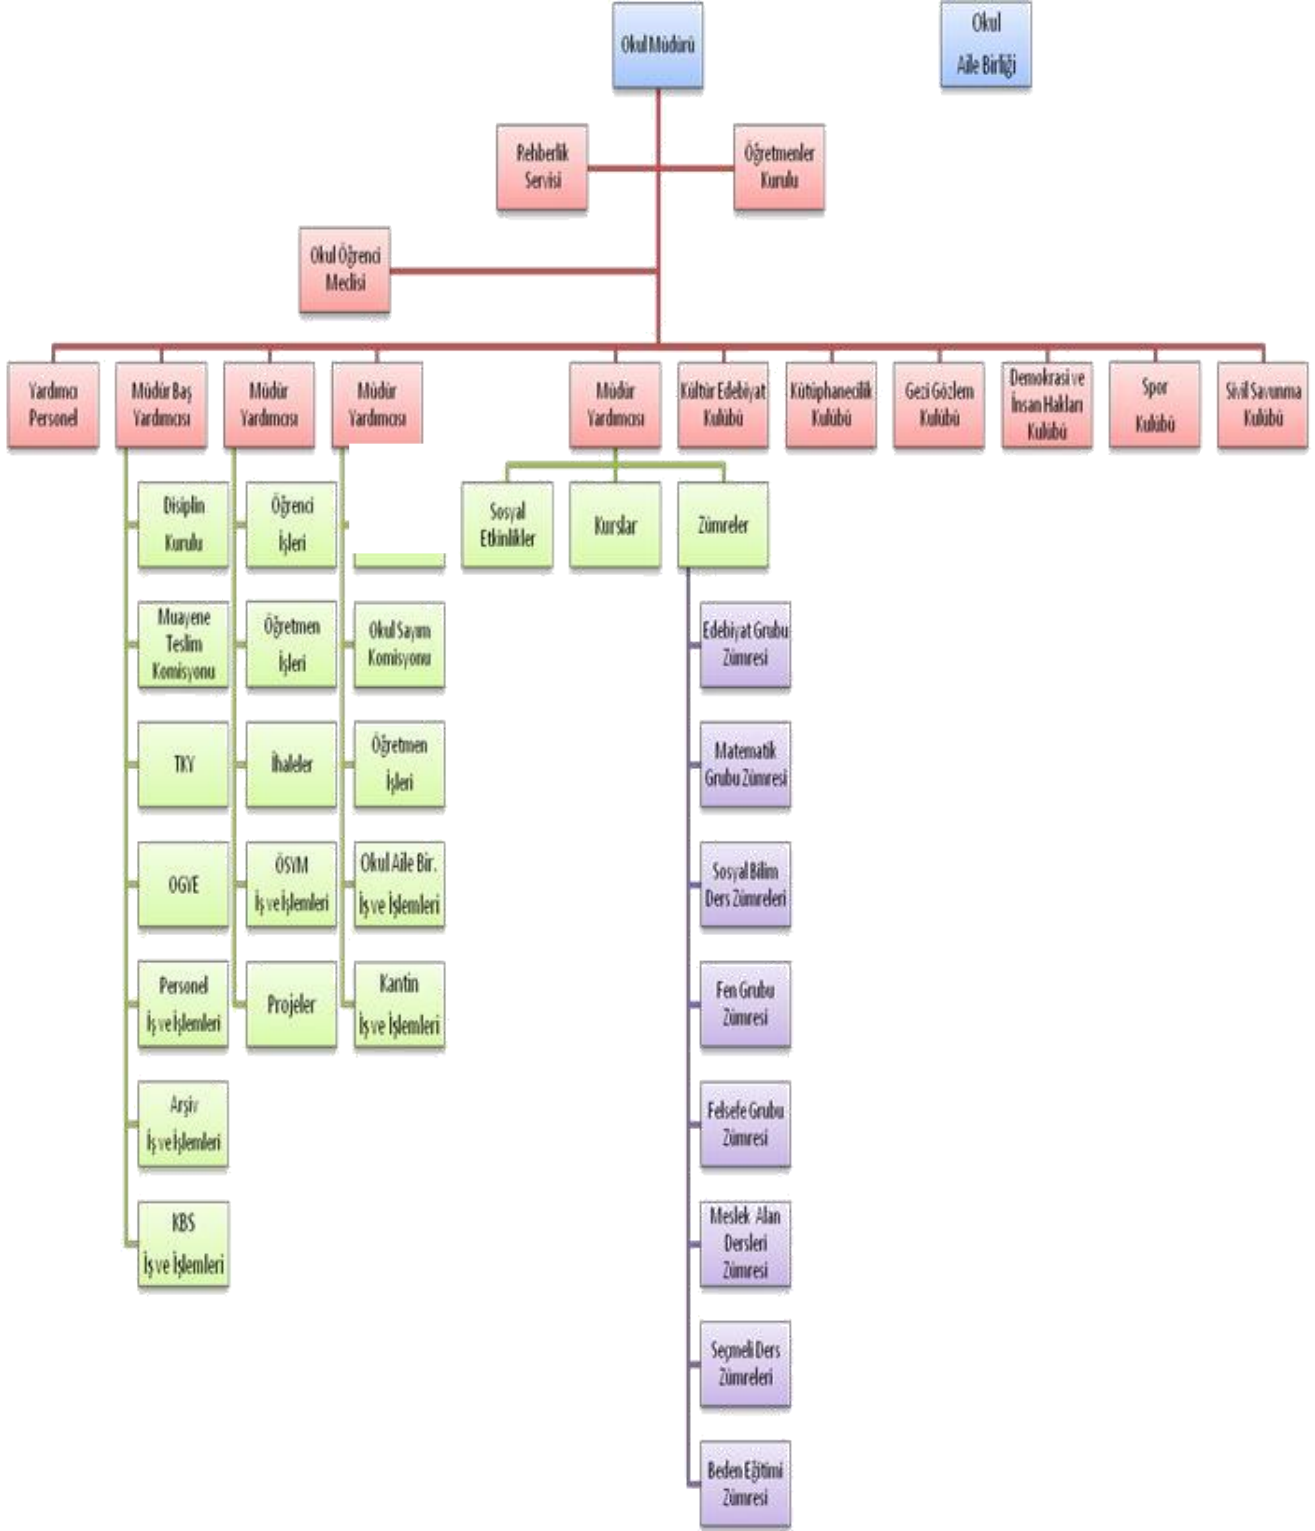 Okul Müdürü
Okul
Aile Birliği
Rehberlik
Servisi
Öğretmenler
Kurulu
Okul Öğrenci
Meclisi
Yardımcı
Personel
Müdür Baş
Yardımcısı
Müdür
Yardımcısı
Müdür
Yardımcısı
Müdür
Yardımcısı
Kültür Edebiyat
Kulübü
Kütüphanecilik
Kulübü
Gezi Gözlem
Kulübü
Demokrasi ve
İnsan Hakları
Kulübü
Spor
Kulübü
Sivil Savunma
Kulübü
Disiplin
Kurulu
Öğrenci
İşleri
Sosyal
Etkinlikler
Kurslar
Zümreler
Muayene
Teslim
Komisyonu
Öğretmen
İşleri
Okul Sayım
Komisyonu
Edebiyat Grubu
Zümresi
TKY
İhaleler
Öğretmen
İşleri
Matematik
Grubu Zümresi
OGYE
ÖSYM
İş ve İşlemleri
Okul Aile Bir.
İş ve İşlemleri
Sosyal Bilim
Ders Zümreleri
Personel
İş ve İşlemleri
Projeler
Kantin
İş ve İşlemleri
Fen Grubu
Zümresi
Arşiv
İş ve İşlemleri
Felsefe Grubu
Zümresi
KBS
İş ve İşlemleri
Meslek Alan
Dersleri
Zümresi
Seçmeli Ders
Zümreleri
Beden Eğitimi
Zümresi